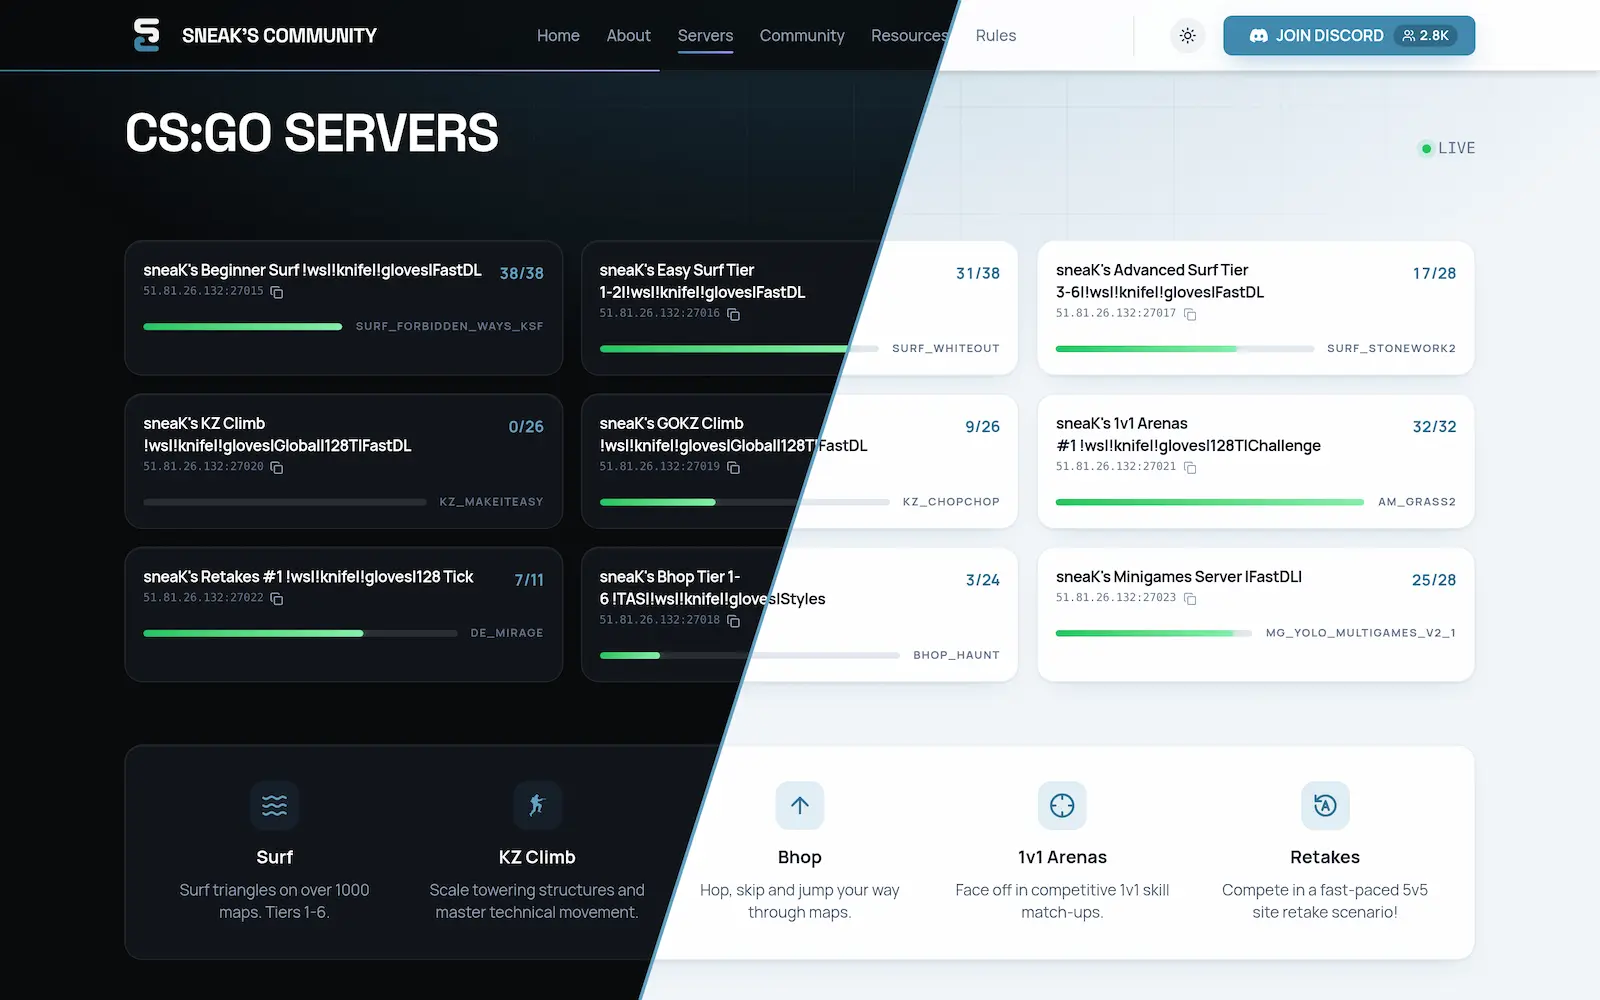 SNEAK'S COMMUNITY
Home
About
Servers
Community
Resources
Rules
JOIN DISCORD
2.8K
CS:GO SERVERS
LIVE
sneaK's Beginner Surf !ws|!knife|!gloves|FastDL
38/38
51.81.26.132:27015
SURF_FORBIDDEN_WAYS_KSF
sneaK's Easy Surf Tier
1-2|!ws|!knife|!gloves|FastDL
31/38
51.81.26.132:27016
SURF_WHITEOUT
sneaK's Advanced Surf Tier
3-6|!ws|!knife|!gloves|FastDL
17/28
51.81.26.132:27017
SURF_STONEWORK2
sneaK's KZ Climb
!ws|!knife|!gloves|Global|128T|FastDL
0/26
51.81.26.132:27020
KZ_MAKEITEASY
sneaK's GOKZ Climb
!ws|!knife|!gloves|Global|128T|FastDL
9/26
51.81.26.132:27019
KZ_CHOPCHOP
sneaK's 1v1 Arenas
#1 !ws|!knife|!gloves|128T|Challenge
32/32
51.81.26.132:27021
AM_GRASS2
sneaK's Retakes #1 !ws|!knife|!gloves|128 Tick
7/11
51.81.26.132:27022
DE_MIRAGE
sneaK's Bhop Tier 1-
6 !TAS|!ws|!knife|!gloves|Styles
3/24
51.81.26.132:27018
BHOP_HAUNT
sneaK's Minigames Server |FastDL|
25/28
51.81.26.132:27023
MG_YOLO_MULTIGAMES_V2_1
Surf
Surf triangles on over 1000
maps. Tiers 1-6.
KZ Climb
Scale towering structures and
master technical movement.
Bhop
Hop, skip and jump your way
through maps.
1v1 Arenas
Face off in competitive 1v1 skill
match-ups.
A
Retakes
Compete in a fast-paced 5v5
site retake scenario!